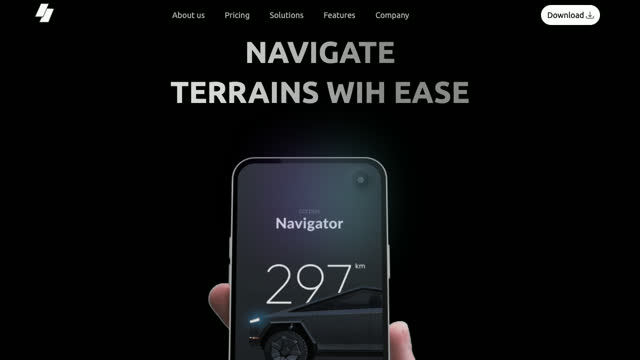 About us Pricing Solutions Features Company Download
NAVIGATE
TERRAINS WIH EASE
Navigator
297 km